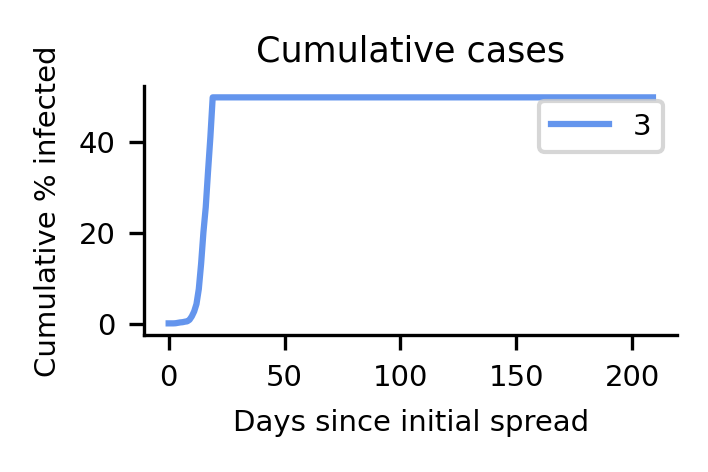 Cumulative cases
Cumulative % infected
40
20
0
3
0 50 100 150 200
Days since initial spread